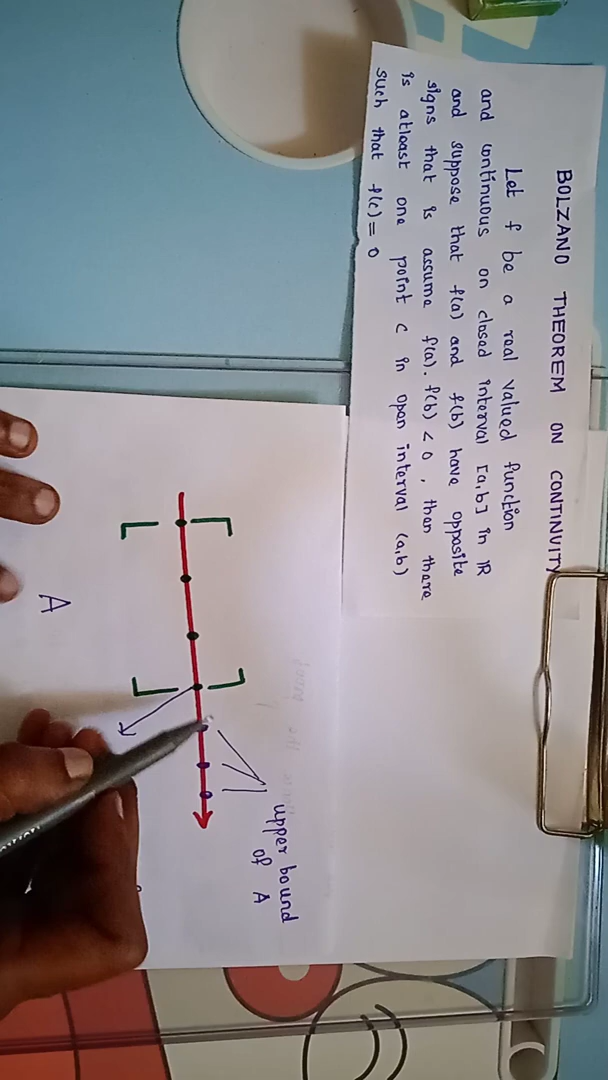 BOLZANO THEOREM ON CONTINVITY
Let f be a real valued function
and continuous on closed interval [a,b] in IR
and suppose that f(a) and f(b) have opposite
signs that is assume f(a).f(b) < 0, then there
is atleast one point c in open interval (a,b)
such that f(c) = 0
upper bound
of A
A